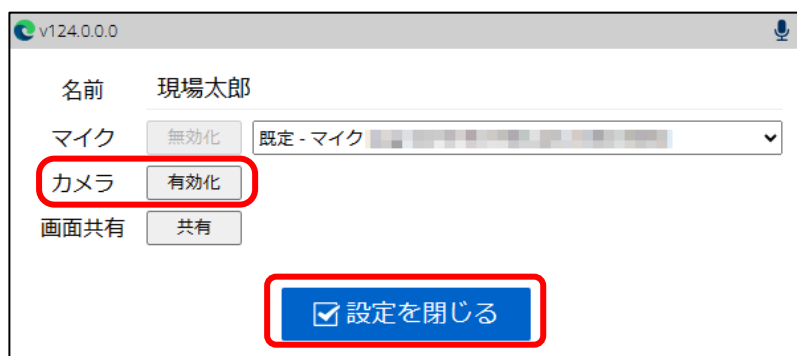 v124.0.0.0
名前 現場太郎
マイク 無効化 既定 - マイク
カメラ 有効化
画面共有 共有
設定を閉じる